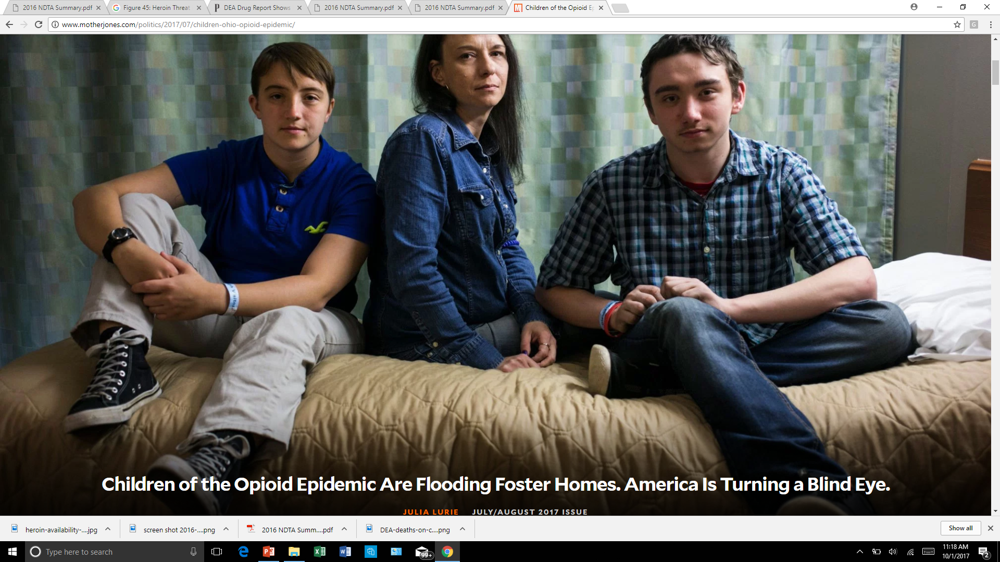 2016 NDTA Summary.pdf
Figure 45: Heroin Threat
DEA Drug Report Shows
2016 NDTA Summary.pdf
2016 NDTA Summary.pdf
Children of the Opioid Ep
www.motherjones.com/politics/2017/07/children-ohio-opioid-epidemic/
G
Children of the Opioid Epidemic Are Flooding Foster Homes. America Is Turning a Blind Eye.
JULIA LURIE JULY/AUGUST 2017 ISSUE
heroin-availability-....jpg
screen shot 2016-....png
2016 NDTA Summ....pdf
DEA-deaths-on-c....png
Show all
Type here to search
99+
11:18 AM
10/1/2017
2